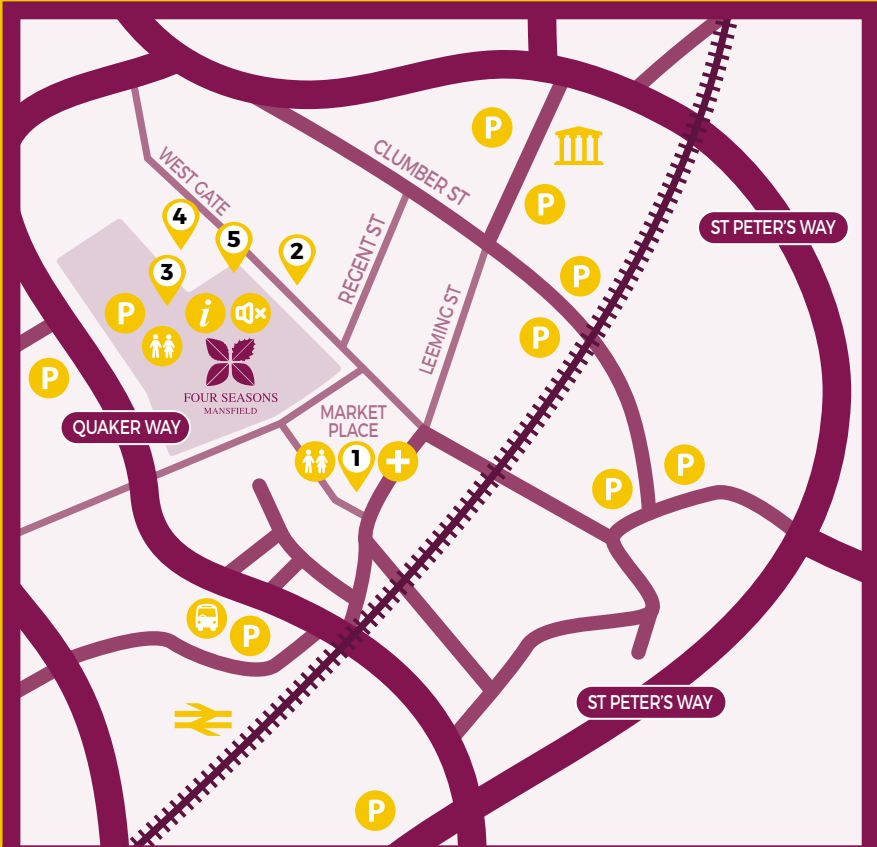 P
CLUMBER ST
WEST GATE
P
4
REGENT ST
ST PETER'S WAY
5
2
3
P
LEEMING ST
P
i
P
P
FOUR SEASONS
MANSFIELD
MARKET
PLACE
QUAKER WAY
1
P
P
P
ST PETER'S WAY
P